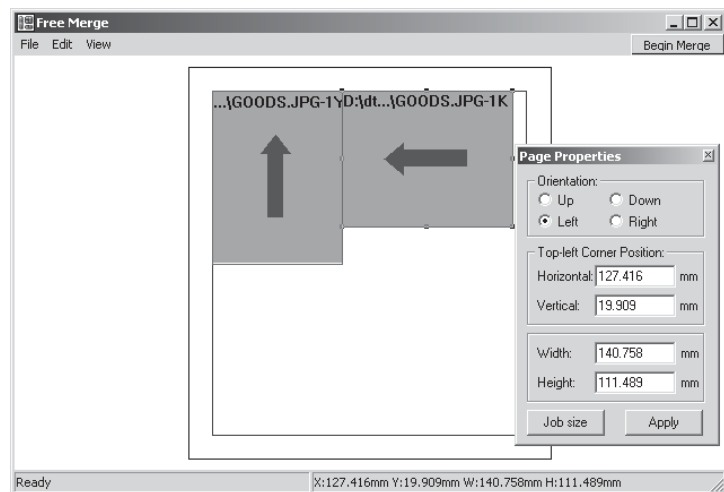 Free Merge
File Edit View
Begin Merge
...\GOODS.JPG-1Y
D:\dt...\GOODS.JPG-1K
Page Properties
Orientation:
Up Down
Left Right
Top-left Corner Position:
Horizontal: 127.416 mm
Vertical: 19.909 mm
Width: 140.758 mm
Height: 111.489 mm
Job size Apply
Ready X:127.416mm Y:19.909mm W:140.758mm H:111.489mm